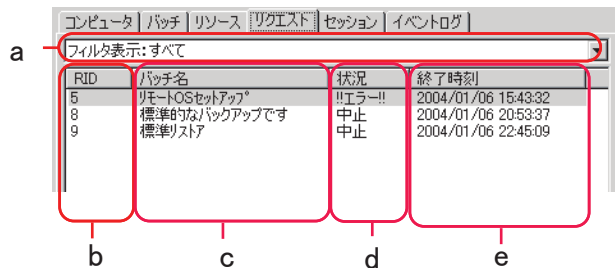 コンピュータ バッチ リソース リクエスト セッション イベントログ
a
フィルタ表示: すべて
RID バッチ名 状況 終了時刻
5 リモートOSセットアップ !!エラー!! 2004/01/06 15:43:32
8 標準的なバックアップです 中止 2004/01/06 20:53:37
9 標準リストア 中止 2004/01/06 22:45:09
b c d e